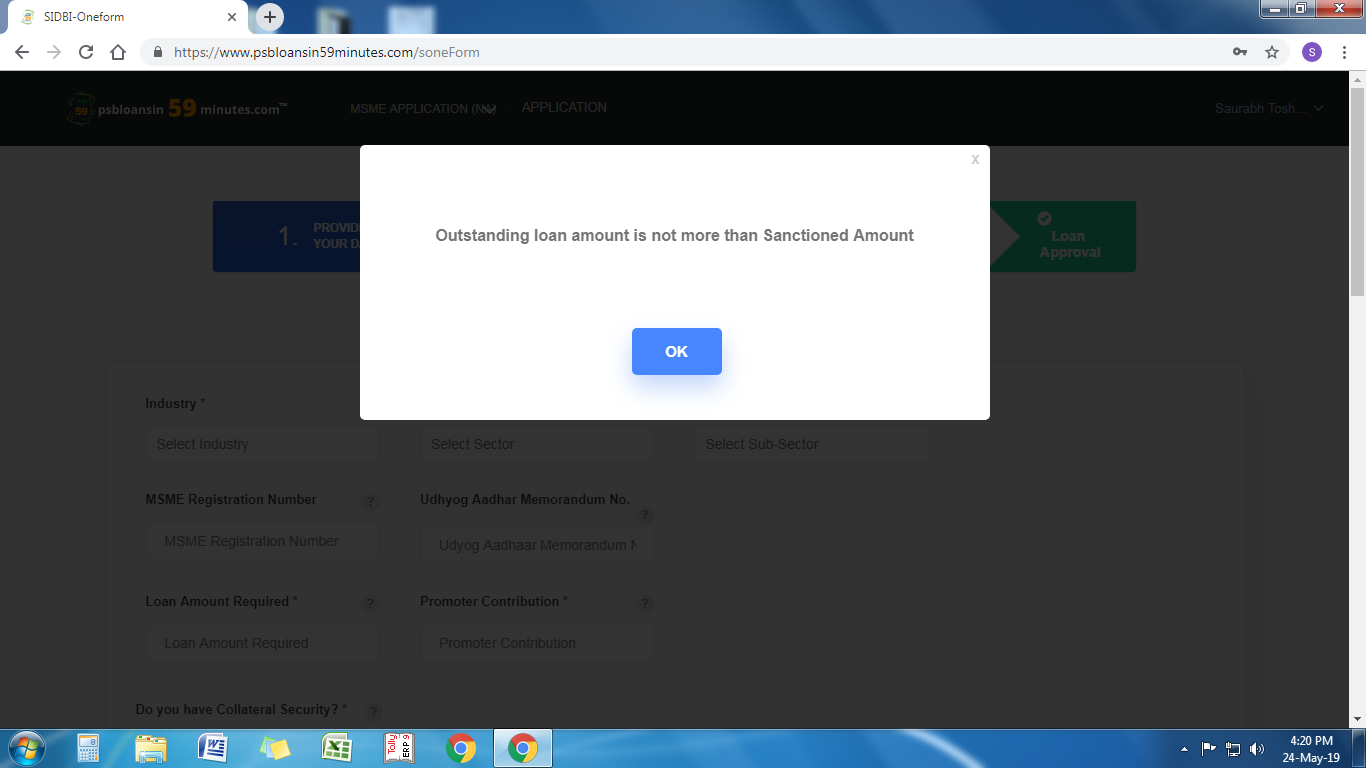 SIDBI-Oneform
https://www.psbloansin59minutes.com/soneForm
S
59 psbloansin 59 minutes.com™
MSME APPLICATION
APPLICATION
Saurabh Tosh...
x
Outstanding loan amount is not more than Sanctioned Amount
OK
1.
YOUR
Loan
Approval
Industry *
Select Industry
Select Sector
Select Sub-Sector
MSME Registration Number ?
Udhyog Aadhar Memorandum No. ?
MSME Registration Number
Udyog Aadhaar Memorandum
Loan Amount Required * ?
Promoter Contribution * ?
Loan Amount Required
Promoter Contribution
Do you have Collateral Security? * ?
Tally
ERP 9
4:20 PM
24-May-19